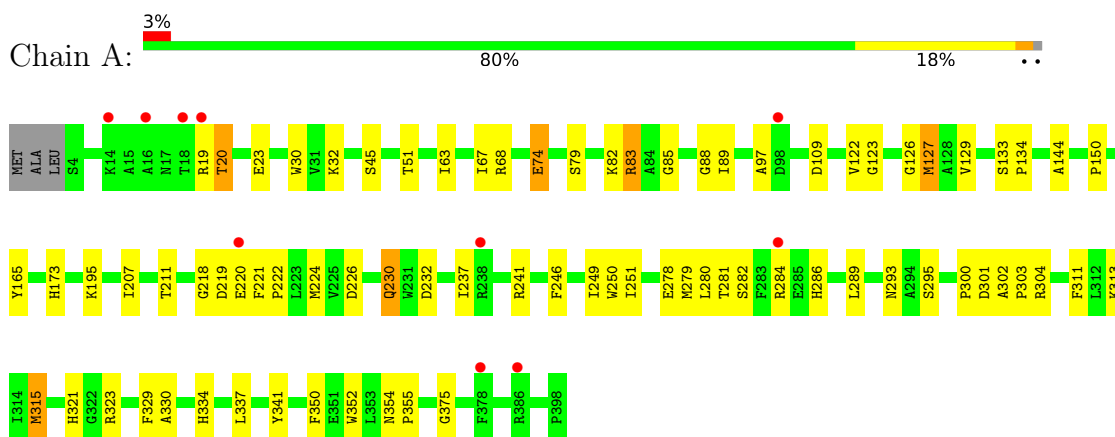 3%
Chain A:
80% 18% • •
MET ALA LEU S4 K14 A15 A16 N17 T18 R19 T20 E23 W30 V31 K32 S45 T51 I63 I67 R68 E74 S79 K82 R83 A84 G85 G88 I89 A97 D98 D109 V122 G123 G126 M127 A128 V129 S133 P134 A144 P150
Y165 H173 K195 I207 T211 G218 D219 E220 F221 P222 L223 M224 V225 D226 Q230 W231 D232 I237 R238 R241 F246 I249 W250 I251 E278 M279 L280 T281 S282 F283 R284 E285 H286 L289 N293 A294 S295 P300 D301 A302 P303 R304 F311 L312 K313
I314 M315 H321 G322 R323 F329 A330 H334 L337 Y341 F350 E351 W352 L353 N354 P355 G375 F378 R386 P398